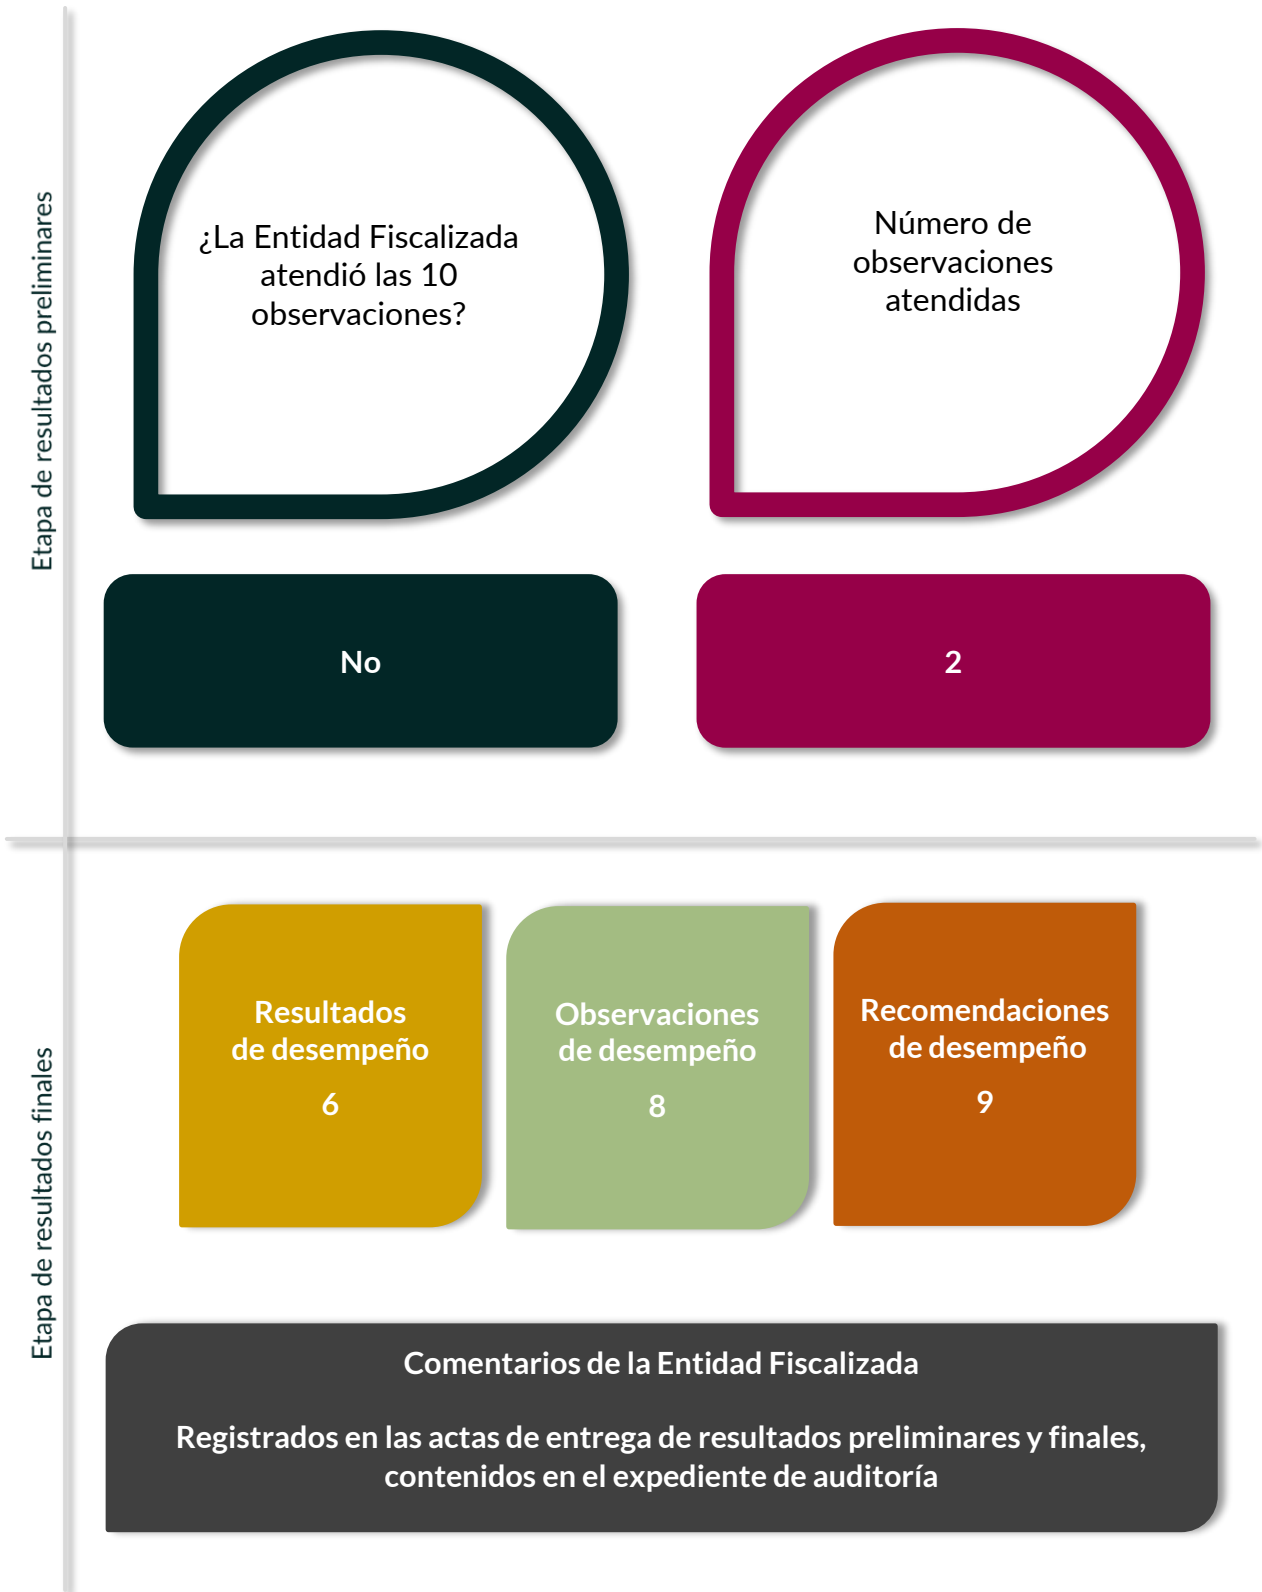 Etapa de resultados preliminares
¿La Entidad Fiscalizada
atendió las 10
observaciones?
Número de
observaciones
atendidas
No
2
Etapa de resultados finales
Resultados
de desempeño
6
Observaciones
de desempeño
8
Recomendaciones
de desempeño
9
Comentarios de la Entidad Fiscalizada
Registrados en las actas de entrega de resultados preliminares y finales,
contenidos en el expediente de auditoría